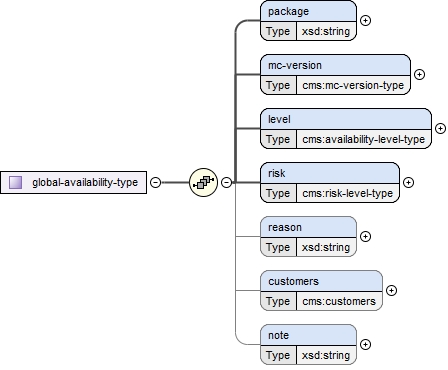 package
Type xsd:string
mc-version
Type cms:mc-version-type
level
Type cms:availability-level-type
risk
Type cms:risk-level-type
global-availability-type
reason
Type xsd:string
customers
Type cms:customers
note
Type xsd:string